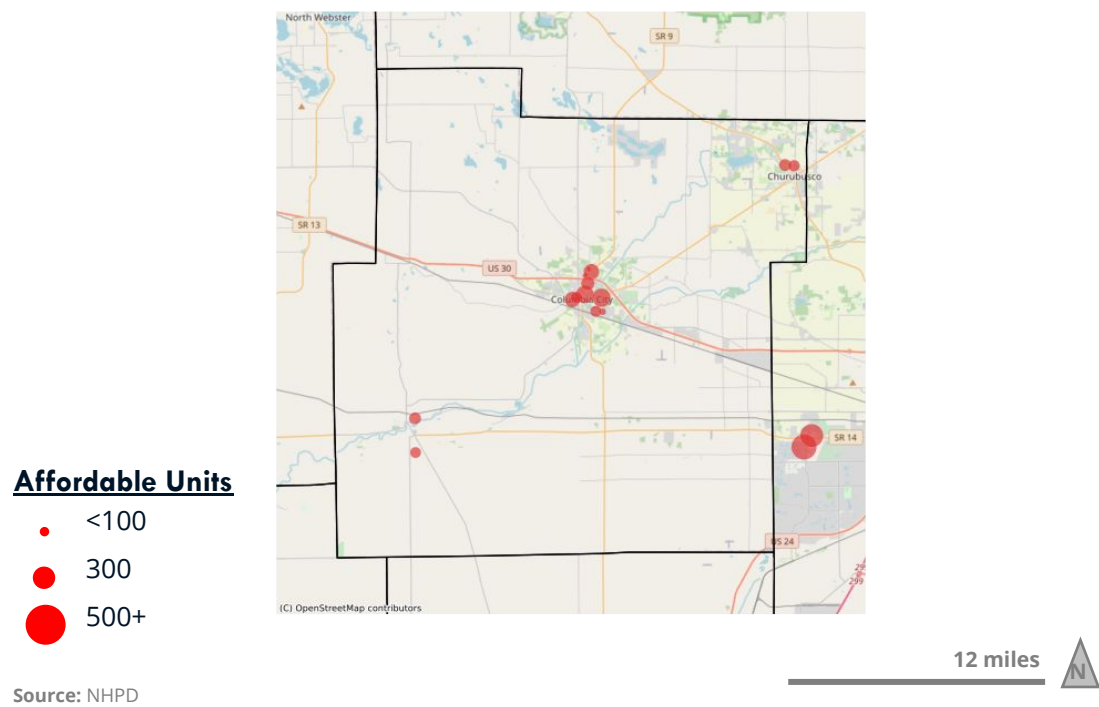 North Webster
SR 9
Churubusco
SR 13
US 30
Columbia City
SR 14
US 24
Affordable Units
<100
300
500+
(C) OpenStreetMap contributors
12 miles
N
Source: NHPD